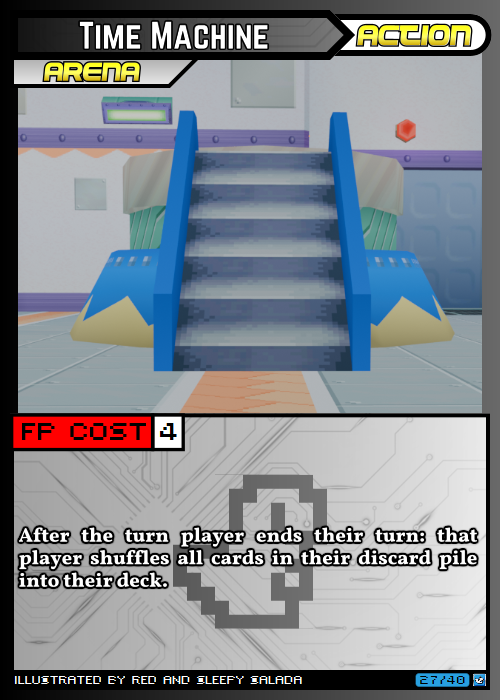 TIME MACHINE
ACTION
ARENA
FP COST 4
After the turn player ends their turn: that
player shuffles all cards in their discard pile
into their deck.
ILLUSTRATED BY RED AND SLEEPY SALADA
27/40